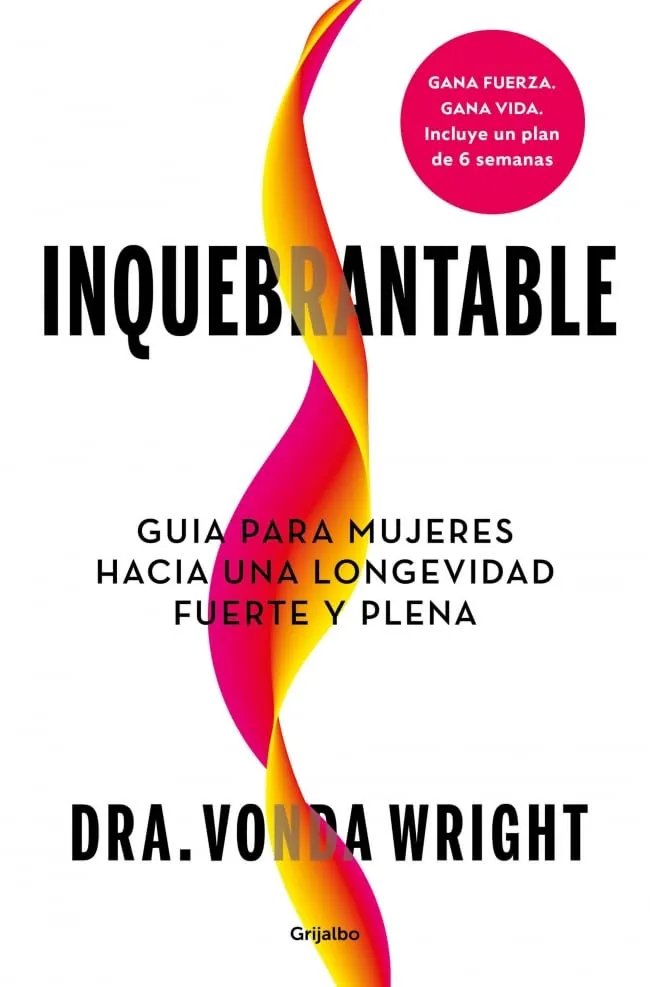 GANA FUERZA.
GANA VIDA.
Incluye un plan
de 6 semanas
INQUEBRANTABLE
GUIA PARA MUJERES
HACIA UNA LONGEVIDAD
FUERTE Y PLENA
DRA. VONDA WRIGHT
Grijalbo